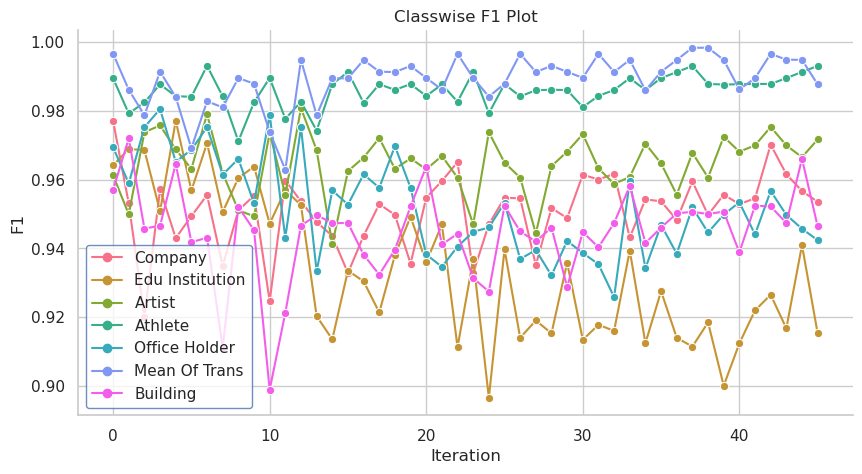 Classwise F1 Plot
1.00
0.98
0.96
0.94
0.92
0.90
F1
Company
Edu Institution
Artist
Athlete
Office Holder
Mean Of Trans
Building
0
10
20
30
40
Iteration